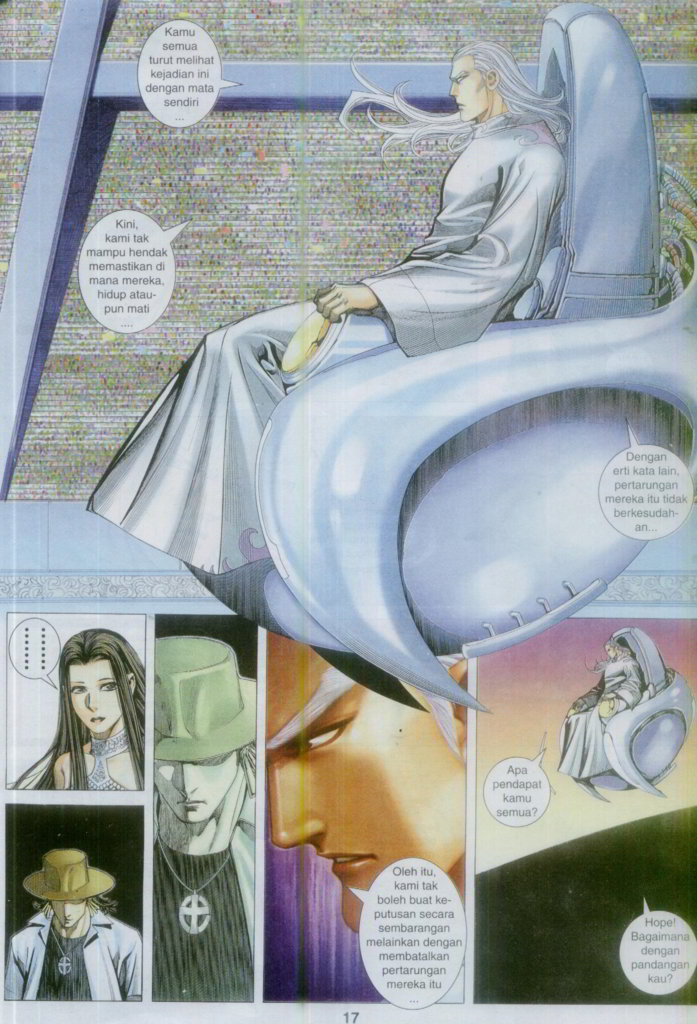 Kamu
semua
turut melihat
kejadian ini
dengan mata
sendiri
...
Kini,
kami tak
mampu hendak
memastikan di
mana mereka,
hidup atau-
pun mati
....
Dengan
erti kata lain,
pertarungan
mereka itu tidak
berkesudah-
an...
Apa
pendapat
kamu
semua?
Oleh itu,
kami tak
boleh buat ke-
putusan secara
sembarangan
melainkan dengan
membatalkan
pertarungan
mereka itu
...
Hope!
Bagaimana
dengan
pandangan
kau?
17